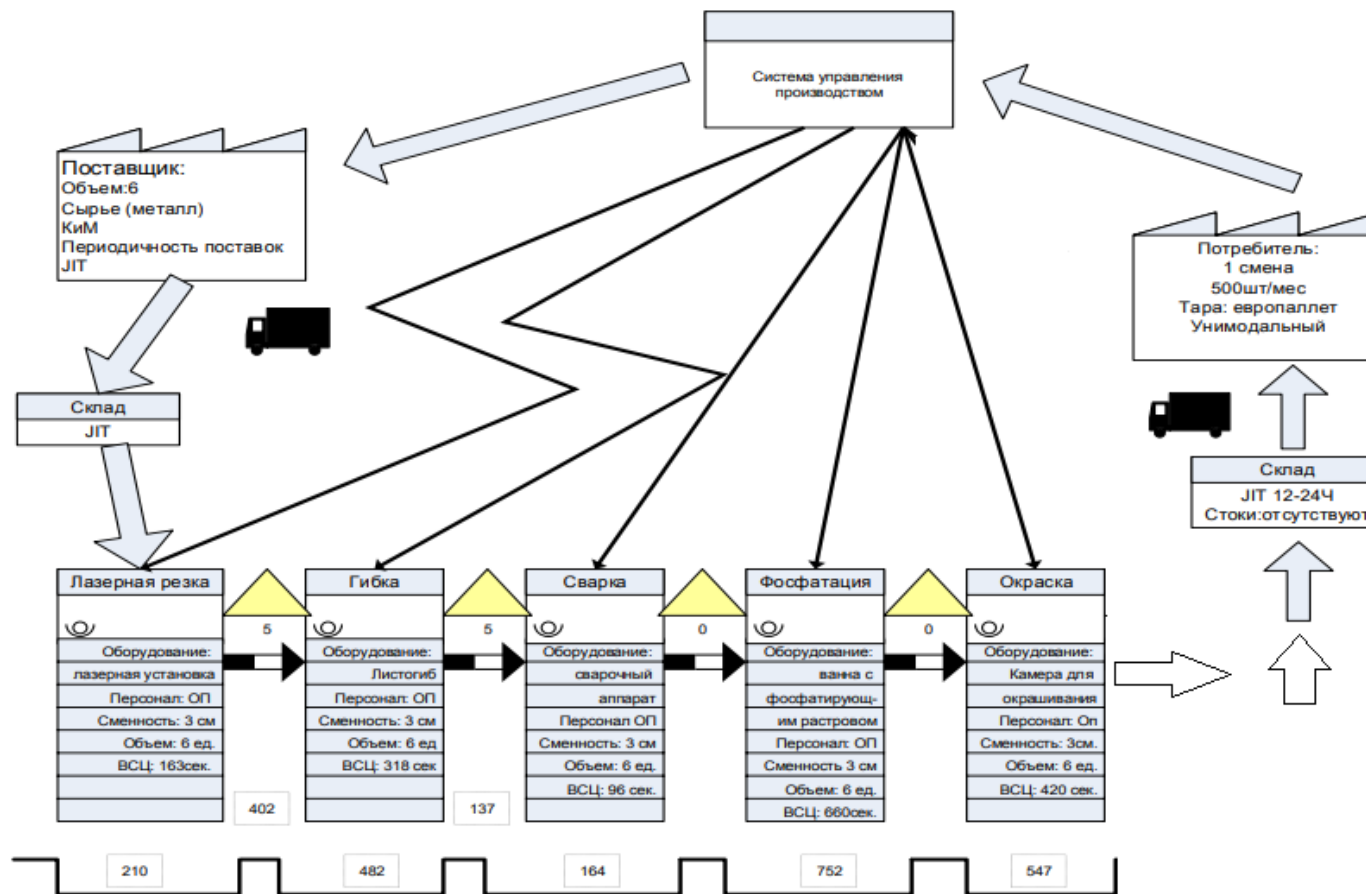 Система управления
производством
Поставщик:
Объем:6
Сырье (металл)
КиМ
Периодичность поставок
JIT
Потребитель:
1 смена
500шт/мес
Тара: европаллет
Унимодальный
Склад
JIT
Склад
JIT 12-24Ч
Стоки:отсутствуют
Лазерная резка
Оборудование:
лазерная установка
Персонал: ОП
Сменность: 3 см
Объем: 6 ед.
ВСЦ: 163сек.
5
402
Гибка
Оборудование:
Листогиб
Персонал: ОП
Сменность: 3 см
Объем: 6 ед
ВСЦ: 318 сек
5
137
Сварка
Оборудование:
сварочный
аппарат
Персонал ОП
Сменность: 3 см
Объем: 6 ед.
ВСЦ: 96 сек.
0
Фосфатация
Оборудование:
ванна с
фосфатирующ-
им растровом
Персонал: ОП
Сменность 3 см
Объем: 6 ед.
ВСЦ: 660сек.
0
Окраска
Оборудование:
Камера для
окрашивания
Персонал: Оп
Сменность: 3см.
Объем: 6 ед.
ВСЦ: 420 сек.
210
482
164
752
547